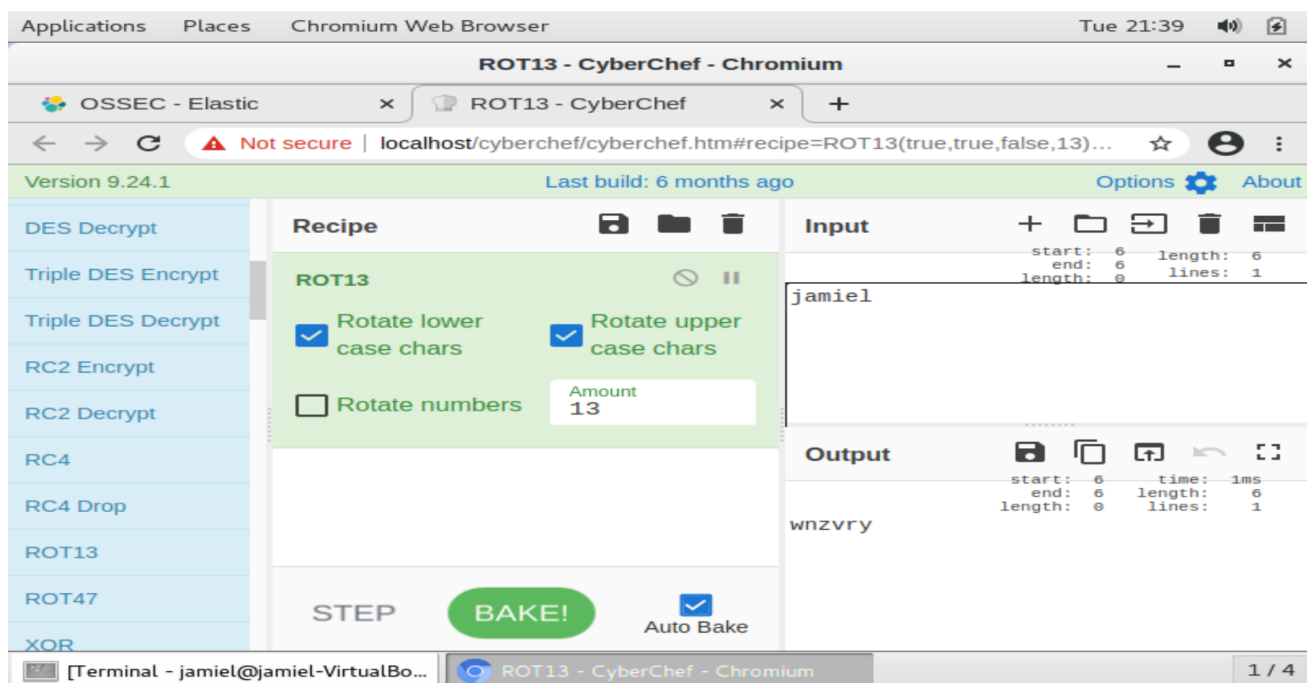 Applications Places Chromium Web Browser Tue 21:39
ROT13 - CyberChef - Chromium
OSSEC - Elastic ROT13 - CyberChef
Not secure | localhost/cyberchef/cyberchef.htm#recipe=ROT13(true,true,false,13)...
Version 9.24.1 Last build: 6 months ago Options About
DES Decrypt
Triple DES Encrypt
Triple DES Decrypt
RC2 Encrypt
RC2 Decrypt
RC4
RC4 Drop
ROT13
ROT47
XOR
Recipe
ROT13
Rotate lower
case chars
Rotate upper
case chars
Rotate numbers
Amount
13
STEP BAKE! Auto Bake
Input
start: 6 length: 6
end: 6 lines: 1
length: 0
jamiel
Output
start: 6 time: 1ms
end: 6 length: 6
length: 0 lines: 1
wnzvry
[Terminal - jamiel@jamiel-VirtualBo... ROT13 - CyberChef - Chromium 1 / 4